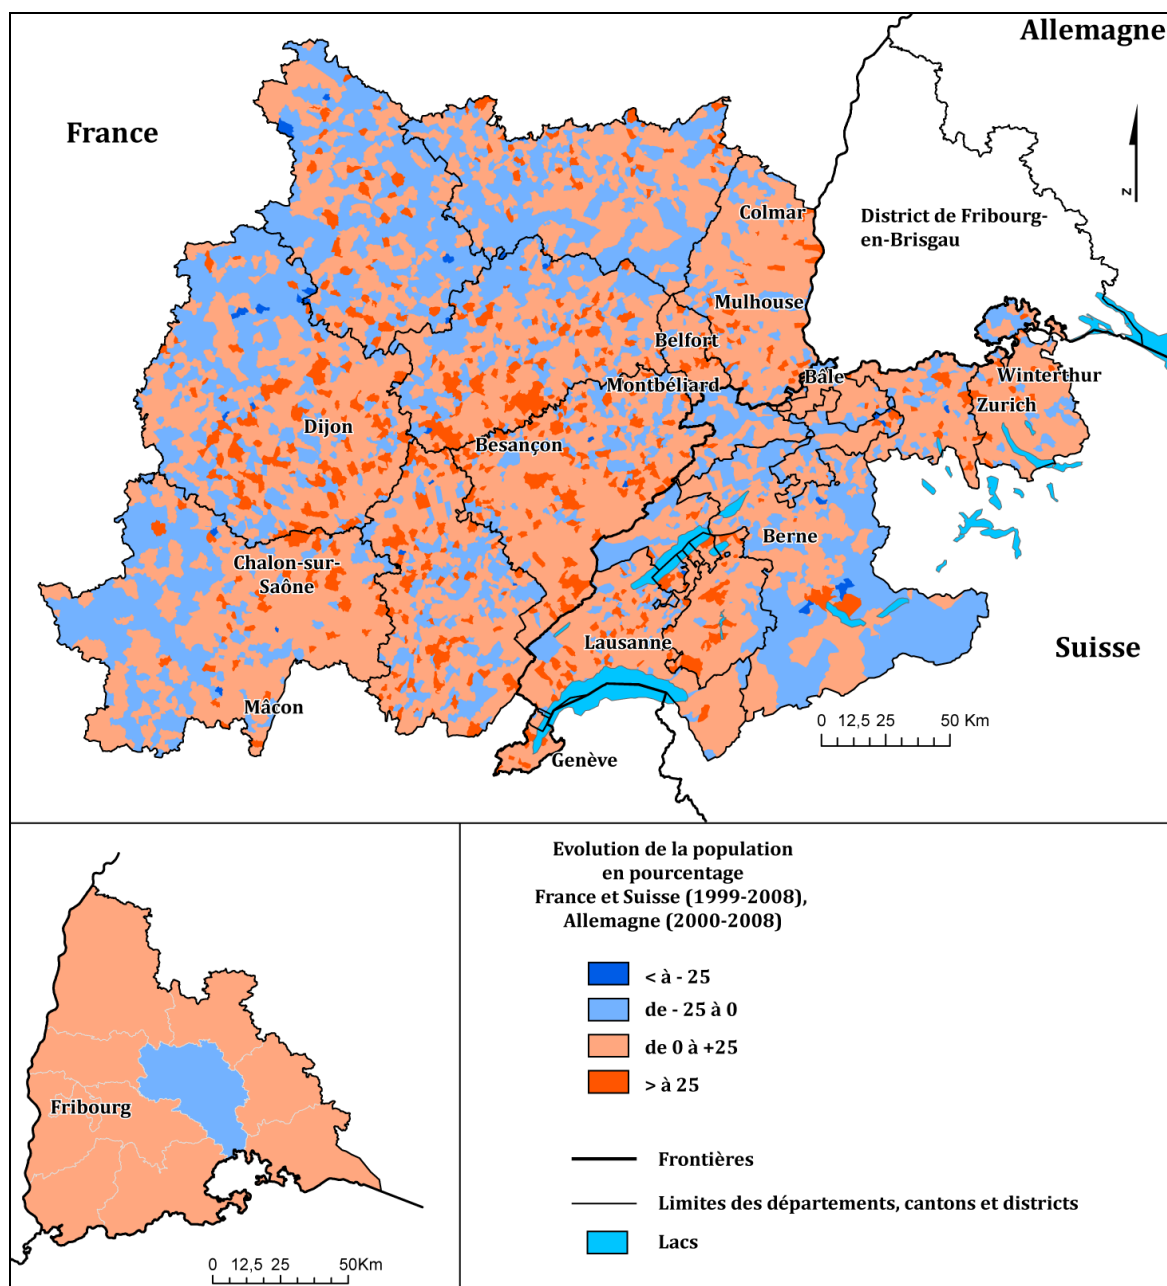 Allemagne
France
z
Colmar
District de Fribourg-
en-Brisgau
Mulhouse
Belfort
Montbéliard
Bâle
Winterthur
Zurich
Dijon
Besançon
Berne
Chalon-sur-
Saône
Lausanne
Suisse
Mâcon
Genève
0 12,5 25 50 Km
Evolution de la population
en pourcentage
France et Suisse (1999-2008),
Allemagne (2000-2008)
< à - 25
de - 25 à 0
de 0 à +25
> à 25
Fribourg
Frontières
Limites des départements, cantons et districts
Lacs
0 12,5 25 50Km